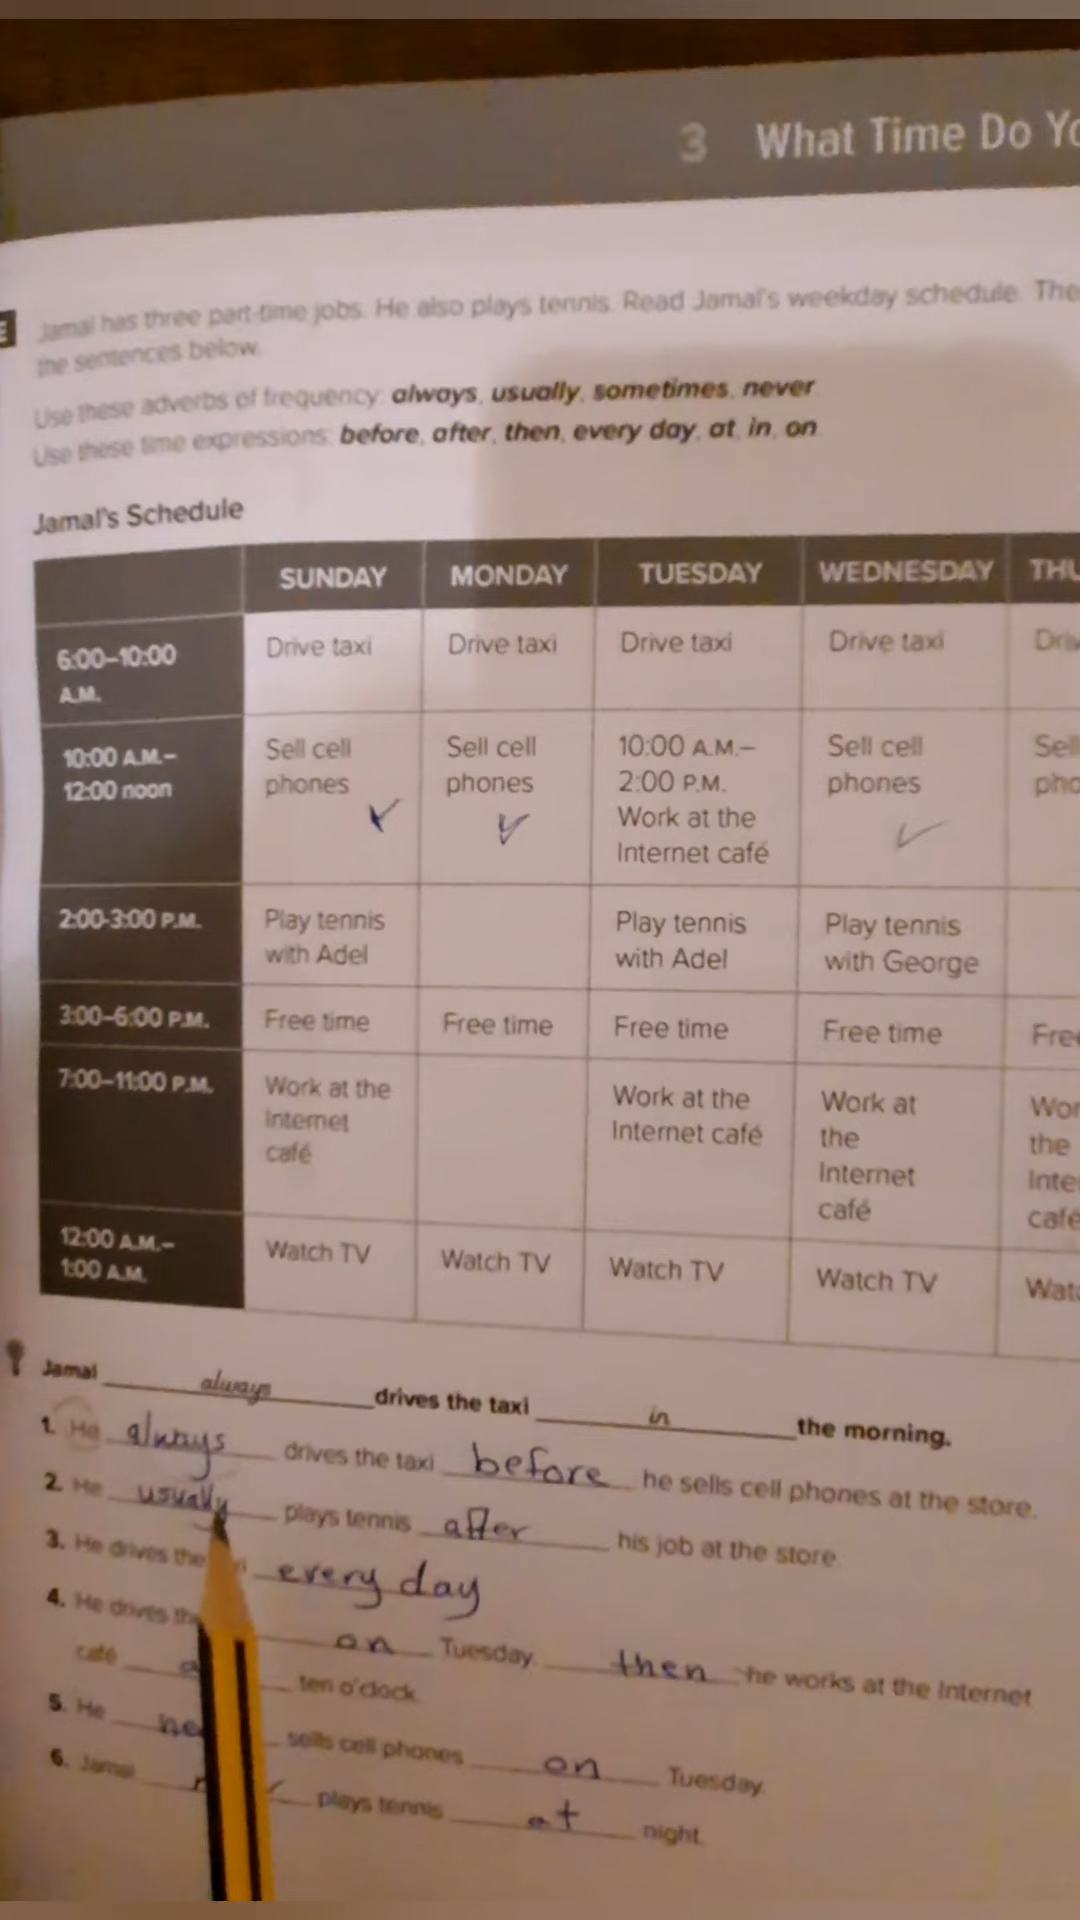 3 What Time Do Yo
E Jamal has three part-time jobs. He also plays tennis. Read Jamal's weekday schedule. The
the sentences below.
Use these adverbs of frequency: always, usually, sometimes, never.
Use these time expressions: before, after, then, every day, at, in, on.
Jamal's Schedule
SUNDAY MONDAY TUESDAY WEDNESDAY THU
6:00–10:00 Drive taxi Drive taxi Drive taxi Drive taxi Driv
A.M.
10:00 A.M.– Sell cell Sell cell 10:00 A.M.– Sell cell Sell
12:00 noon phones phones 2:00 P.M. phones pho
Work at the
Internet café
2:00-3:00 P.M. Play tennis Play tennis Play tennis
with Adel with Adel with George
3:00–6:00 P.M. Free time Free time Free time Free time Free
7:00–11:00 P.M. Work at the Work at the Work at Wor
Internet Internet café the the
café Internet Inte
café café
12:00 A.M.– Watch TV Watch TV Watch TV Watch TV Watc
1:00 A.M.
Jamal always drives the taxi in the morning.
1. He always drives the taxi before he sells cell phones at the store.
2. He usually plays tennis after his job at the store.
3. He drives the every day
4. He drives th on Tuesday, then he works at the Internet
café a ten o'clock.
5. He ne sells cell phones on Tuesday.
6. Jamal plays tennis at night.